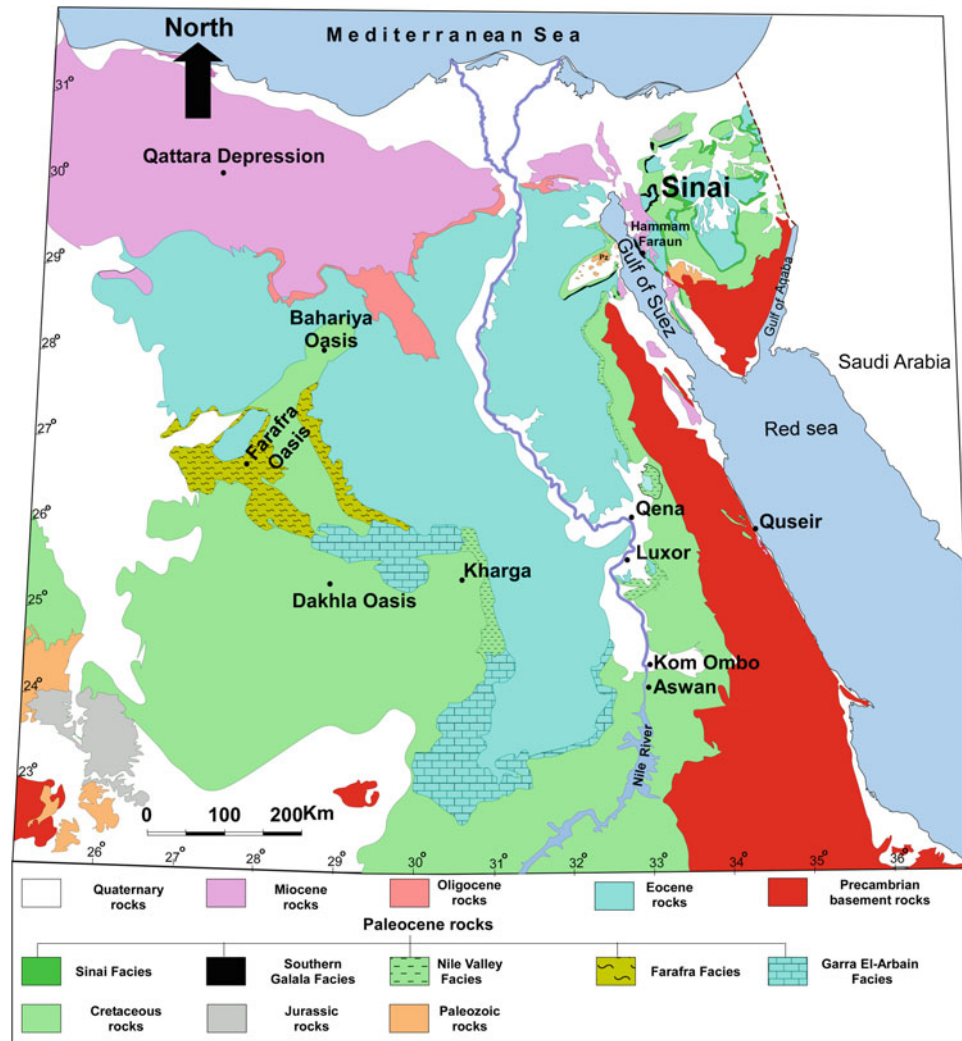 North
Mediterranean Sea
31°
30°
29°
28°
27°
26°
25°
24°
23°
Qattara Depression
Sinai
Hammam
Faraun
Pz
Gulf of Suez
Gulf of Aqaba
Bahariya
Oasis
Saudi Arabia
Farafra
Oasis
Red sea
Qena
Quseir
Luxor
Kharga
Dakhla Oasis
Kom Ombo
Aswan
Nile River
0 100 200Km
26° 27° 28° 29° 30° 31° 32° 33° 34° 35° 36°
Quaternary
rocks
Miocene
rocks
Oligocene
rocks
Eocene
rocks
Precambrian
basement rocks
Paleocene rocks
Sinai Facies
Southern
Galala Facies
Nile Valley
Facies
Farafra Facies
Garra El-Arbain
Facies
Cretaceous
rocks
Jurassic
rocks
Paleozoic
rocks